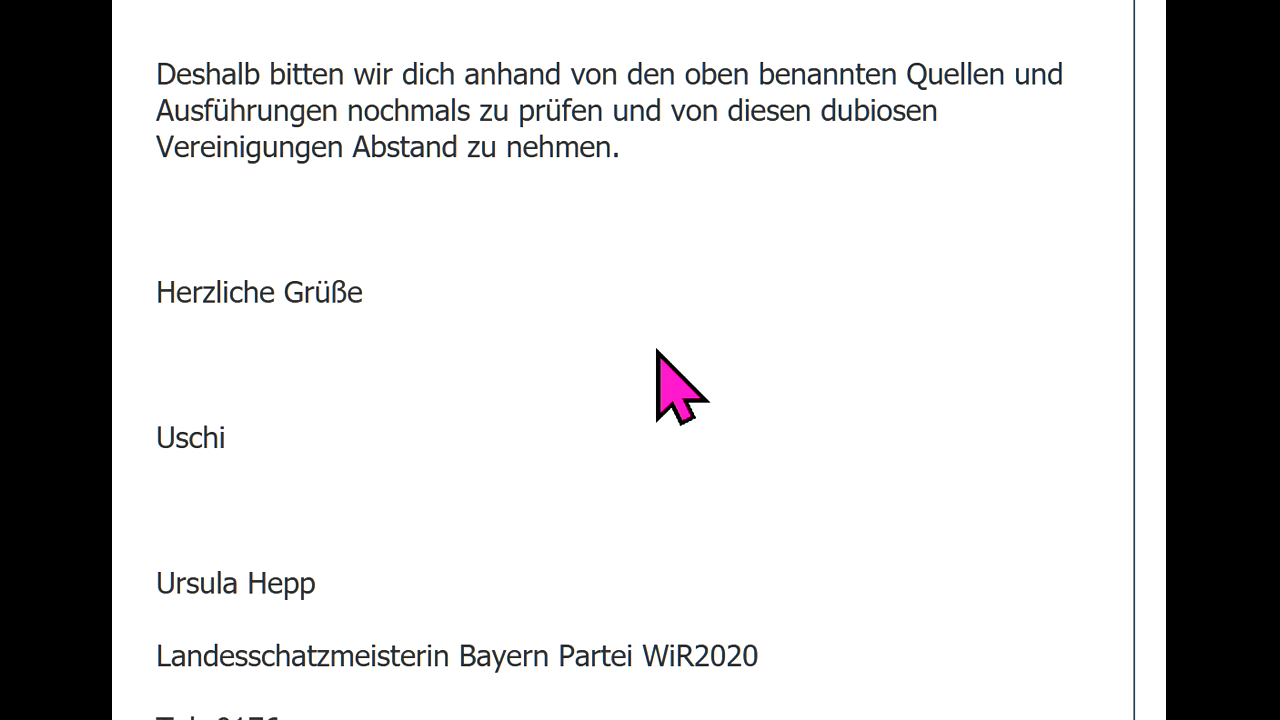 Deshalb bitten wir dich anhand von den oben benannten Quellen und
Ausführungen nochmals zu prüfen und von diesen dubiosen
Vereinigungen Abstand zu nehmen.
Herzliche Grüße
Uschi
Ursula Hepp
Landesschatzmeisterin Bayern Partei WiR2020